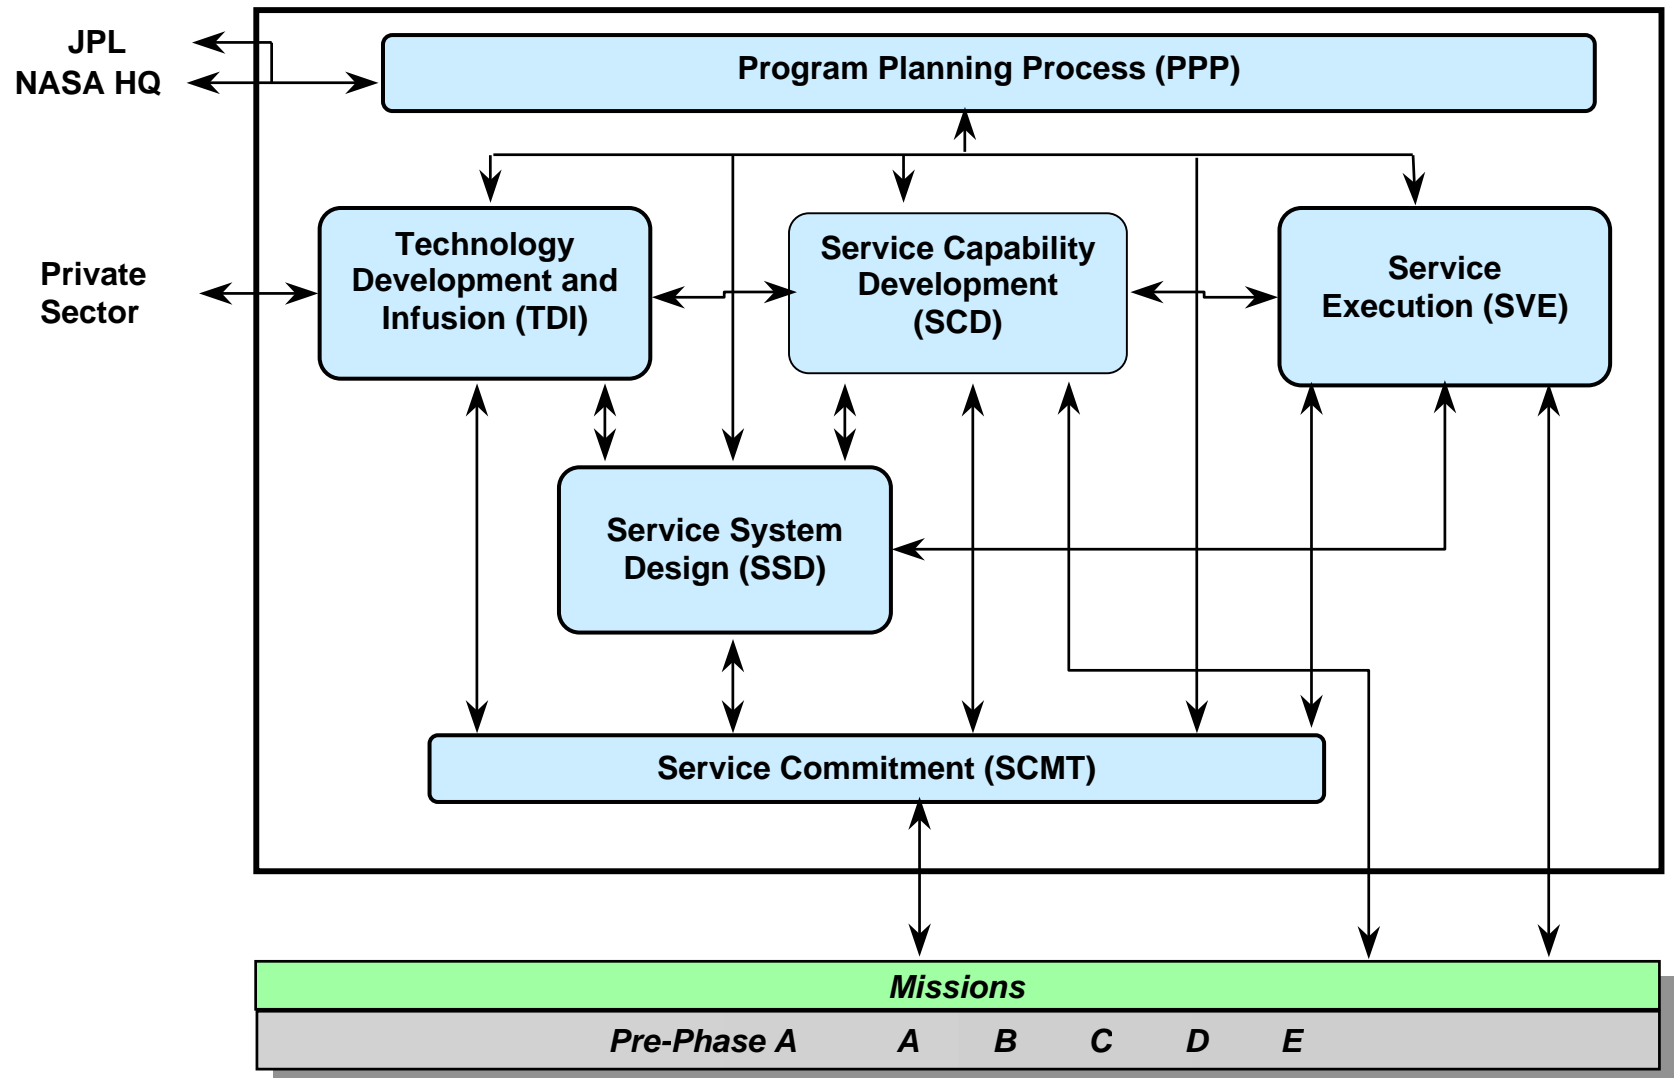 JPL
NASA HQ
Program Planning Process (PPP)
Private
Sector
Technology
Development and
Infusion (TDI)
Service Capability
Development
(SCD)
Service
Execution (SVE)
Service System
Design (SSD)
Service Commitment (SCMT)
Missions
Pre-Phase A A B C D E